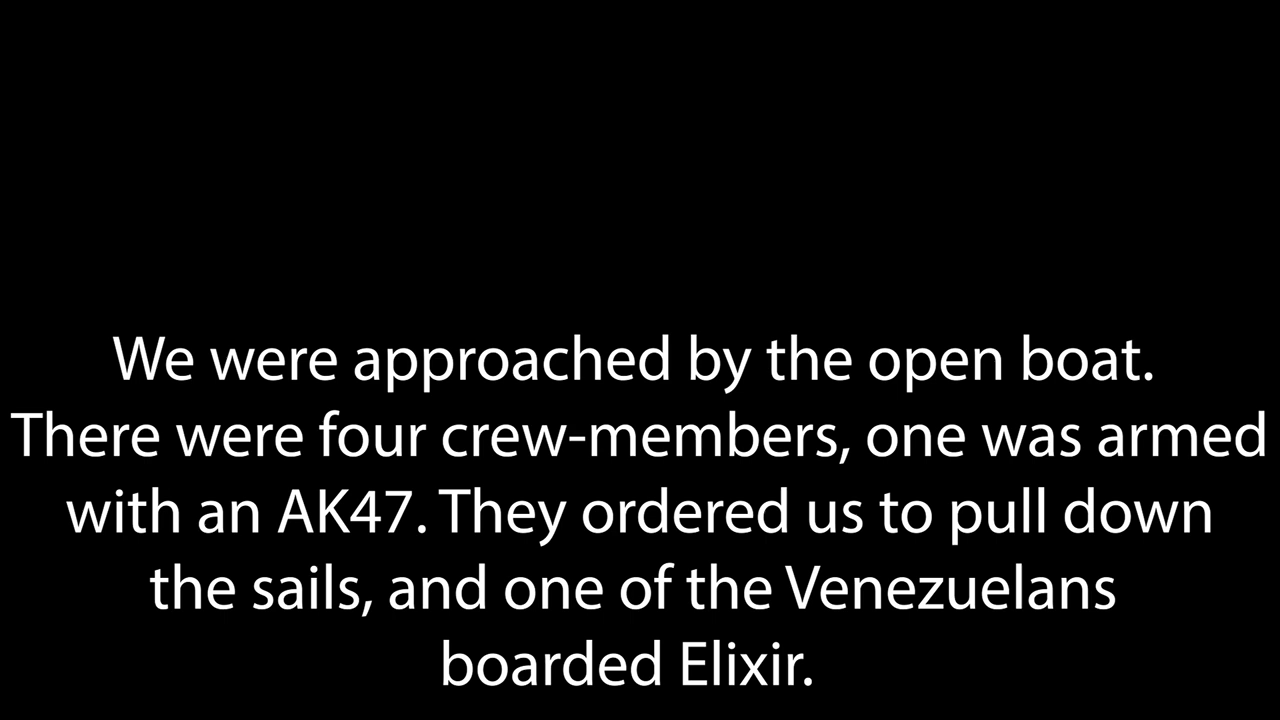 We were approached by the open boat.
There were four crew-members, one was armed
with an AK47. They ordered us to pull down
the sails, and one of the Venezuelans
boarded Elixir.